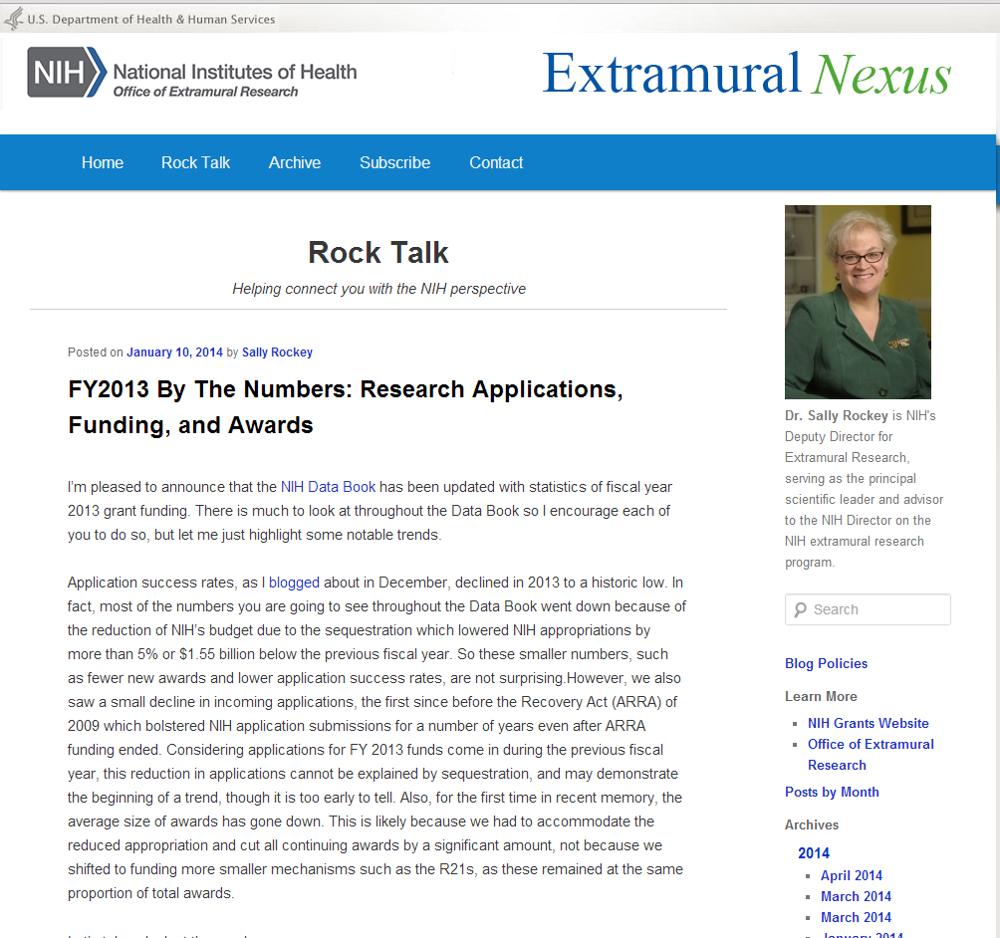 U.S. Department of Health & Human Services
NIH National Institutes of Health
Office of Extramural Research
Extramural Nexus
Home Rock Talk Archive Subscribe Contact
Rock Talk
Helping connect you with the NIH perspective
Posted on January 10, 2014 by Sally Rockey
FY2013 By The Numbers: Research Applications,
Funding, and Awards
I'm pleased to announce that the NIH Data Book has been updated with statistics of fiscal year
2013 grant funding. There is much to look at throughout the Data Book so I encourage each of
you to do so, but let me just highlight some notable trends.
Application success rates, as I blogged about in December, declined in 2013 to a historic low. In
fact, most of the numbers you are going to see throughout the Data Book went down because of
the reduction of NIH's budget due to the sequestration which lowered NIH appropriations by
more than 5% or $1.55 billion below the previous fiscal year. So these smaller numbers, such
as fewer new awards and lower application success rates, are not surprising.However, we also
saw a small decline in incoming applications, the first since before the Recovery Act (ARRA) of
2009 which bolstered NIH application submissions for a number of years even after ARRA
funding ended. Considering applications for FY 2013 funds come in during the previous fiscal
year, this reduction in applications cannot be explained by sequestration, and may demonstrate
the beginning of a trend, though it is too early to tell. Also, for the first time in recent memory, the
average size of awards has gone down. This is likely because we had to accommodate the
reduced appropriation and cut all continuing awards by a significant amount, not because we
shifted to funding more smaller mechanisms such as the R21s, as these remained at the same
proportion of total awards.
Dr. Sally Rockey is NIH's
Deputy Director for
Extramural Research,
serving as the principal
scientific leader and advisor
to the NIH Director on the
NIH extramural research
program.
Search
Blog Policies
Learn More
NIH Grants Website
Office of Extramural
Research
Posts by Month
Archives
2014
April 2014
March 2014
March 2014
January 2014